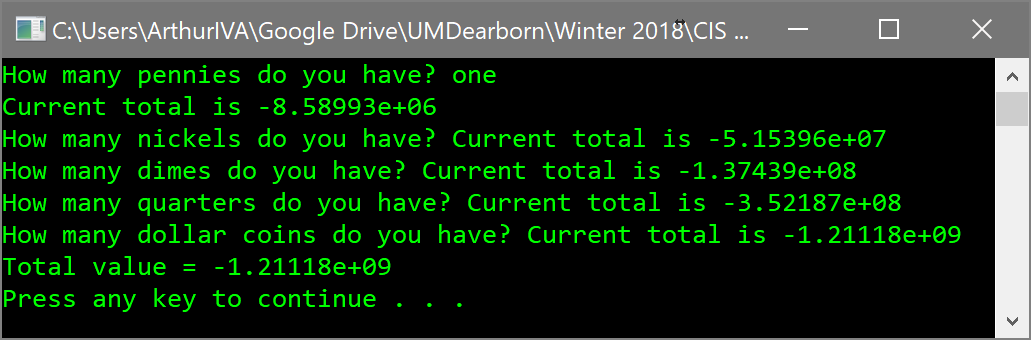 C:\Users\ArthurIVA\Google Drive\UMDearborn\Winter 2018\CIS ...
How many pennies do you have? one
Current total is -8.58993e+06
How many nickels do you have? Current total is -5.15396e+07
How many dimes do you have? Current total is -1.37439e+08
How many quarters do you have? Current total is -3.52187e+08
How many dollar coins do you have? Current total is -1.21118e+09
Total value = -1.21118e+09
Press any key to continue . . .